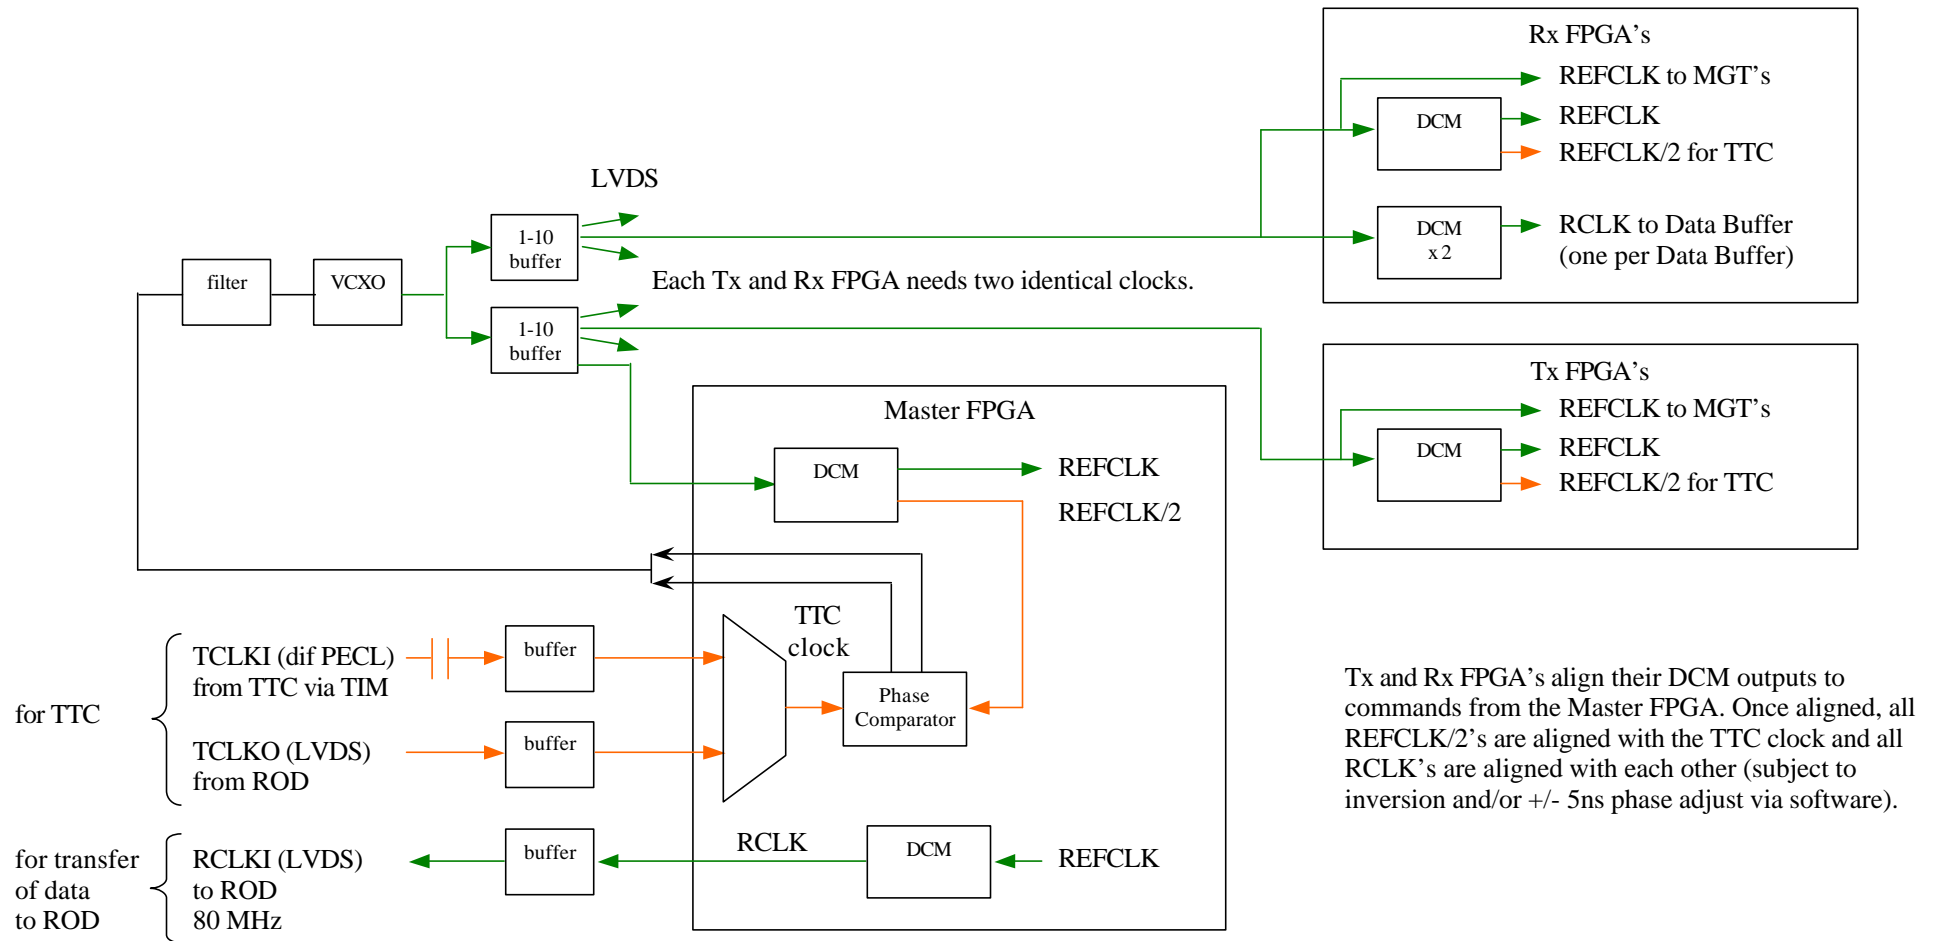 Rx FPGA's
REFCLK to MGT's
DCM
REFCLK
REFCLK/2 for TTC
LVDS
1-10
buffer
DCM
x 2
RCLK to Data Buffer
(one per Data Buffer)
filter
VCXO
Each Tx and Rx FPGA needs two identical clocks.
1-10
buffer
Tx FPGA's
REFCLK to MGT's
DCM
REFCLK
REFCLK/2 for TTC
Master FPGA
DCM
REFCLK
REFCLK/2
TTC
clock
for TTC
TCLKI (dif PECL)
from TTC via TIM
buffer
Phase
Comparator
TCLKO (LVDS)
from ROD
buffer
Tx and Rx FPGA's align their DCM outputs to
commands from the Master FPGA. Once aligned, all
REFCLK/2's are aligned with the TTC clock and all
RCLK's are aligned with each other (subject to
inversion and/or +/- 5ns phase adjust via software).
for transfer
of data
to ROD
RCLKI (LVDS)
to ROD
80 MHz
buffer
RCLK
DCM
REFCLK